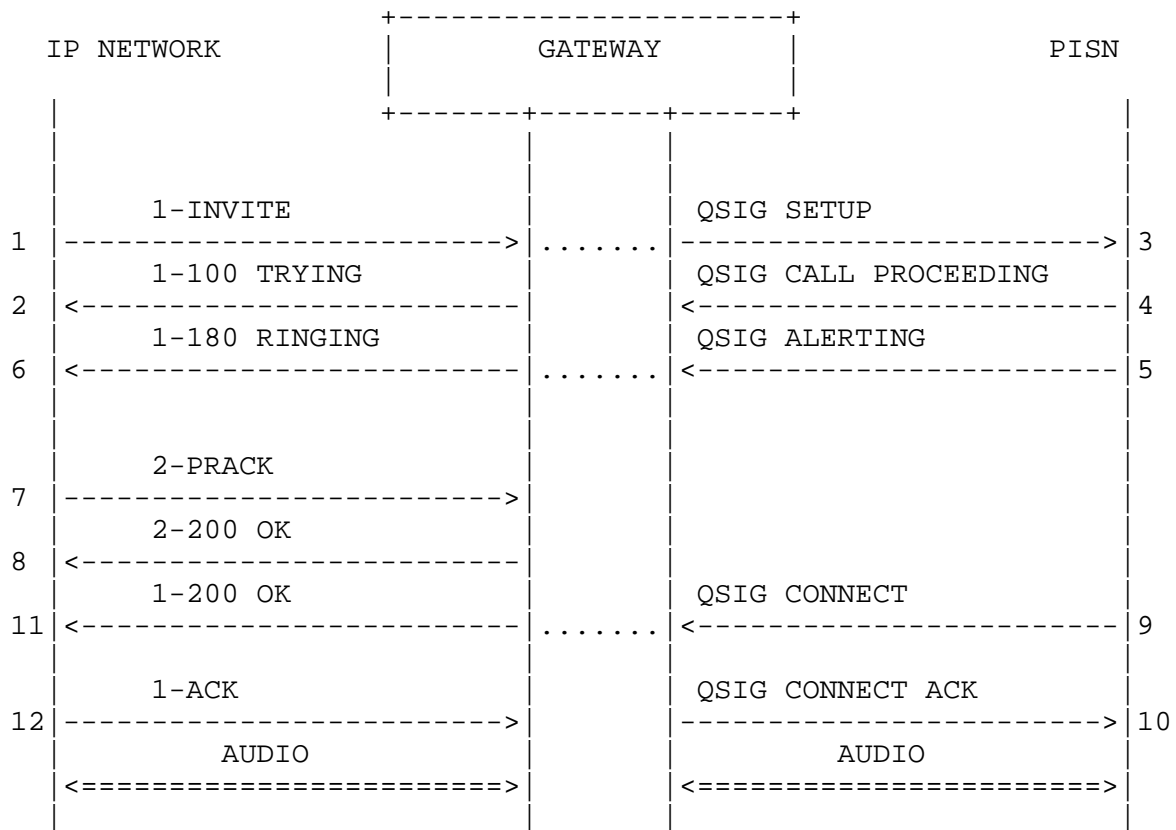 IP NETWORK GATEWAY PISN
1-INVITE QSIG SETUP
1 3
1-100 TRYING QSIG CALL PROCEEDING
2 4
1-180 RINGING QSIG ALERTING
6 5
2-PRACK
7
2-200 OK
8
1-200 OK QSIG CONNECT
11 9
1-ACK QSIG CONNECT ACK
12 10
AUDIO AUDIO